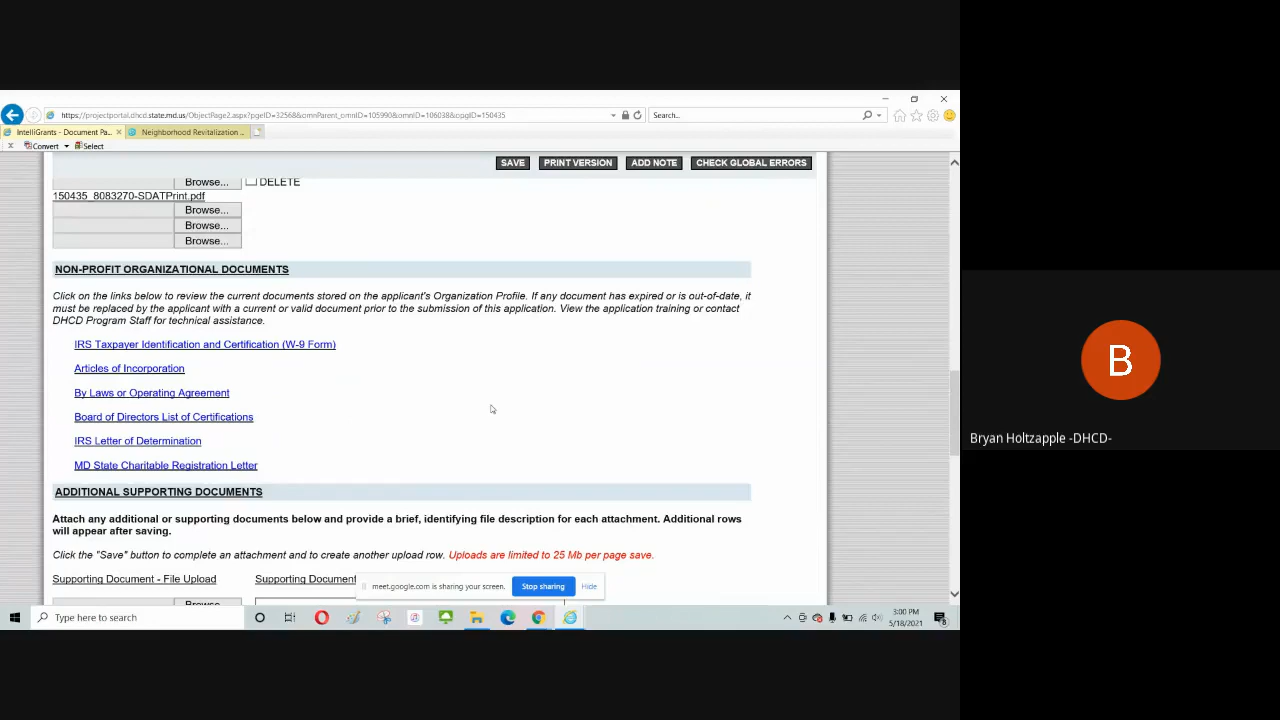 https://projectportal.dhcd.state.md.us/ObjectPage2.aspx?pgeID=32568&omnParent_omnID=105990&omnID=106038&opgID=150435
Search...
IntelliGrants - Document Pa...
Neighborhood Revitalization ...
Convert
Select
SAVE
PRINT VERSION
ADD NOTE
CHECK GLOBAL ERRORS
Browse...
DELETE
150435_8083270-SDATPrint.pdf
Browse...
Browse...
Browse...
NON-PROFIT ORGANIZATIONAL DOCUMENTS
Click on the links below to review the current documents stored on the applicant's Organization Profile. If any document has expired or is out-of-date, it
must be replaced by the applicant with a current or valid document prior to the submission of this application. View the application training or contact
DHCD Program Staff for technical assistance.
IRS Taxpayer Identification and Certification (W-9 Form)
Articles of Incorporation
By Laws or Operating Agreement
Board of Directors List of Certifications
IRS Letter of Determination
MD State Charitable Registration Letter
ADDITIONAL SUPPORTING DOCUMENTS
Attach any additional or supporting documents below and provide a brief, identifying file description for each attachment. Additional rows
will appear after saving.
Click the "Save" button to complete an attachment and to create another upload row. Uploads are limited to 25 Mb per page save.
Supporting Document - File Upload
Supporting Document
meet.google.com is sharing your screen.
Stop sharing
Hide
Browse...
Type here to search
3:00 PM
5/18/2021
8
B
Bryan Holtzapple -DHCD-